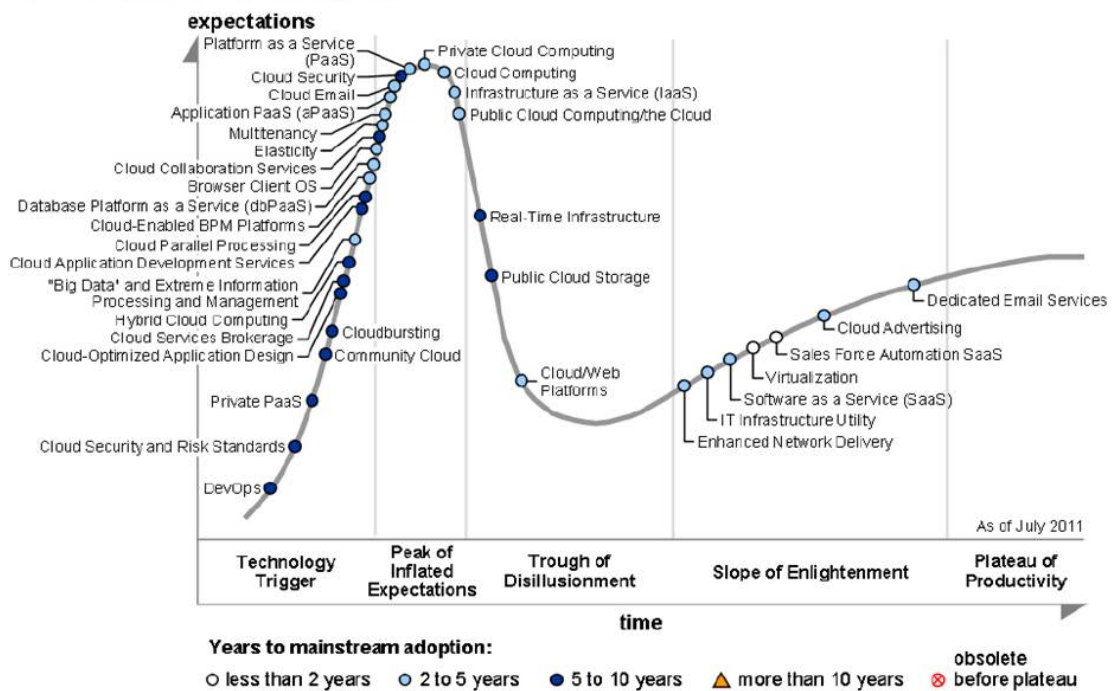 expectations
Platform as a Service
(PaaS)
Cloud Security
Cloud Email
Application PaaS (aPaaS)
Multitenancy
Elasticity
Cloud Collaboration Services
Browser Client OS
Database Platform as a Service (dbPaaS)
Cloud-Enabled BPM Platforms
Cloud Parallel Processing
Cloud Application Development Services
"Big Data" and Extreme Information
Processing and Management
Hybrid Cloud Computing
Cloud Services Brokerage
Cloud-Optimized Application Design
Private PaaS
Cloud Security and Risk Standards
DevOps
Cloudbursting
Community Cloud
Private Cloud Computing
Cloud Computing
Infrastructure as a Service (IaaS)
Public Cloud Computing/the Cloud
Real-Time Infrastructure
Public Cloud Storage
Cloud/Web
Platforms
Dedicated Email Services
Cloud Advertising
Sales Force Automation SaaS
Virtualization
Software as a Service (SaaS)
IT Infrastructure Utility
Enhanced Network Delivery
As of July 2011
Technology
Trigger
Peak of
Inflated
Expectations
Trough of
Disillusionment
Slope of Enlightenment
Plateau of
Productivity
time
Years to mainstream adoption:
less than 2 years
2 to 5 years
5 to 10 years
more than 10 years
obsolete
before plateau